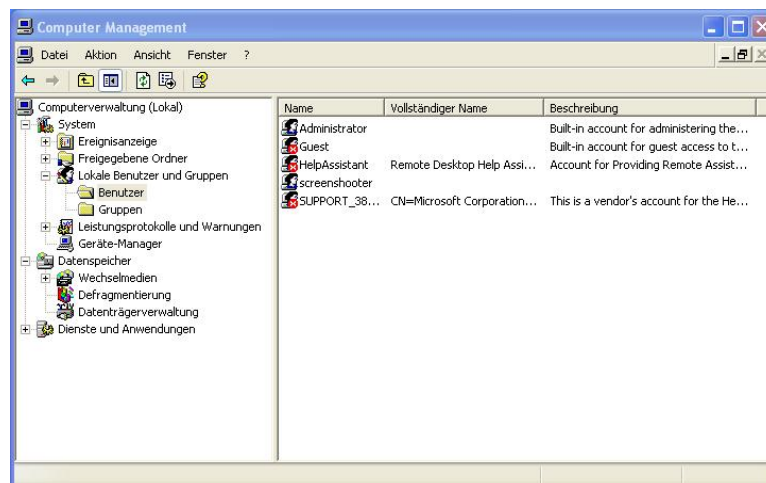 Computer Management
Datei Aktion Ansicht Fenster ?
Computerverwaltung (Lokal)
System
Ereignisanzeige
Freigegebene Ordner
Lokale Benutzer und Gruppen
Benutzer
Gruppen
Leistungsprotokolle und Warnungen
Geräte-Manager
Datenspeicher
Wechselmedien
Defragmentierung
Datenträgerverwaltung
Dienste und Anwendungen
Name Vollständiger Name Beschreibung
Administrator Built-in account for administering the...
Guest Built-in account for guest access to t...
HelpAssistant Remote Desktop Help Assi... Account for Providing Remote Assist...
screenshooter
SUPPORT_38... CN=Microsoft Corporation... This is a vendor's account for the He...